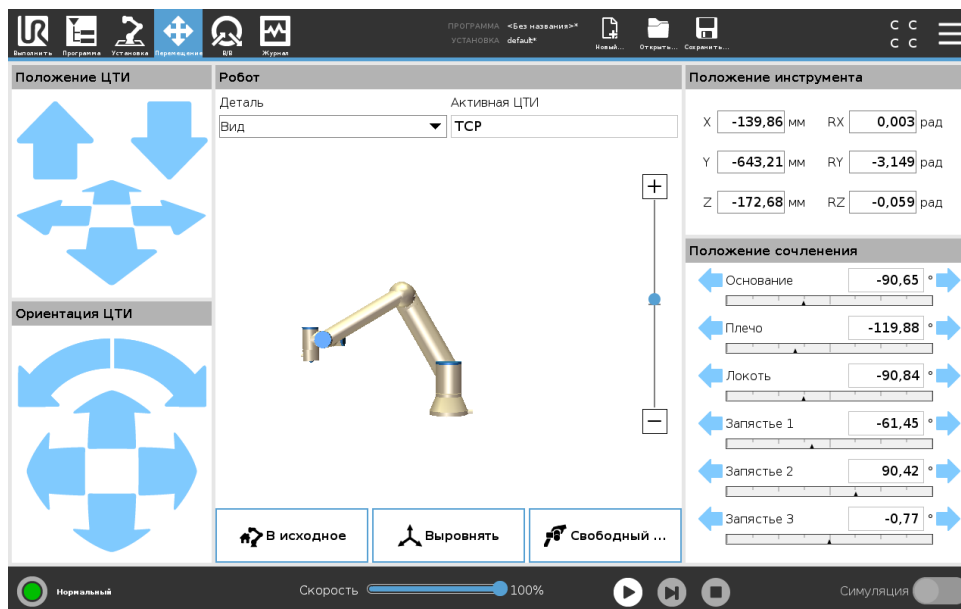 UR
Выполнить Программа Установка Перемещение В/В Журнал
ПРОГРАММА <Без названия>*
УСТАНОВКА default*
Новый... Открыть... Сохранить...
C C
C C
Положение ЦТИ
Робот
Деталь Активная ЦТИ
Вид TCP
+
−
Ориентация ЦТИ
В исходное Выровнять Свободный ...
Положение инструмента
X -139,86 мм RX 0,003 рад
Y -643,21 мм RY -3,149 рад
Z -172,68 мм RZ -0,059 рад
Положение сочленения
Основание -90,65 °
Плечо -119,88 °
Локоть -90,84 °
Запястье 1 -61,45 °
Запястье 2 90,42 °
Запястье 3 -0,77 °
Нормальный Скорость 100% Симуляция